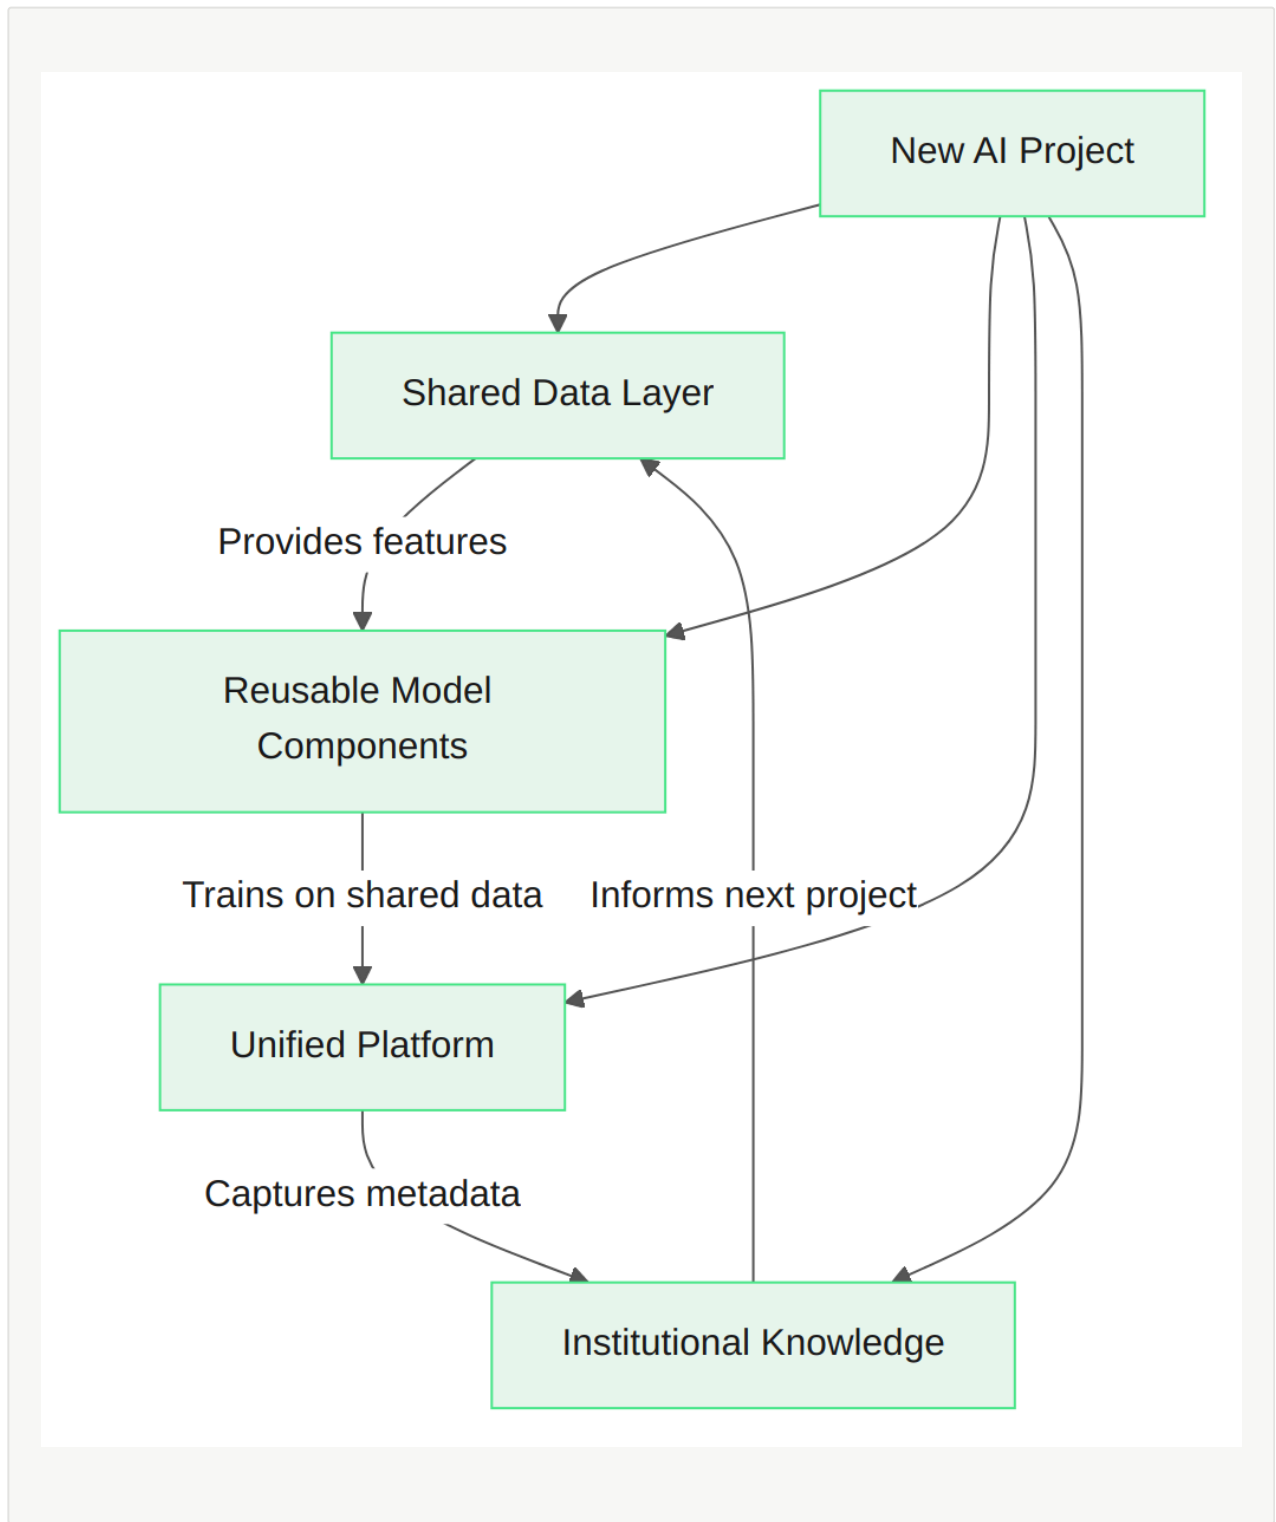 New AI Project
Shared Data Layer
Provides features
Reusable Model
Components
Trains on shared data
Informs next project
Unified Platform
Captures metadata
Institutional Knowledge